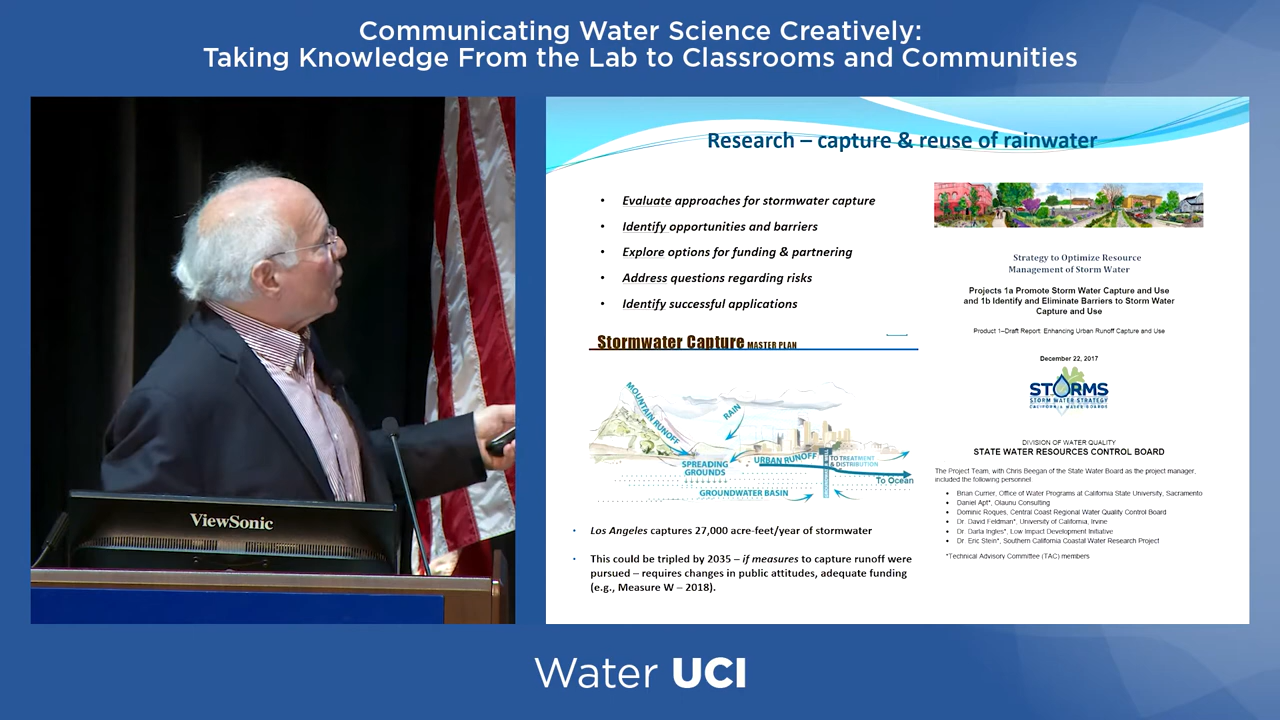 Communicating Water Science Creatively:
Taking Knowledge From the Lab to Classrooms and Communities
ViewSonic
Research – capture & reuse of rainwater
• Evaluate approaches for stormwater capture
• Identify opportunities and barriers
• Explore options for funding & partnering
• Address questions regarding risks
• Identify successful applications
Stormwater Capture MASTER PLAN
MOUNTAIN RUNOFF
RAIN
SPREADING
GROUNDS
URBAN RUNOFF
TO TREATMENT
& DISTRIBUTION
To Ocean
GROUNDWATER BASIN
• Los Angeles captures 27,000 acre-feet/year of stormwater
• This could be tripled by 2035 – if measures to capture runoff were
pursued – requires changes in public attitudes, adequate funding
(e.g., Measure W – 2018).
Strategy to Optimize Resource
Management of Storm Water
Projects 1a Promote Storm Water Capture and Use
and 1b Identify and Eliminate Barriers to Storm Water
Capture and Use
Product 1–Draft Report Enhancing Urban Runoff Capture and Use
December 22, 2017
STORMS
STORM WATER STRATEGY
CALIFORNIA WATER BOARDS
DIVISION OF WATER QUALITY
STATE WATER RESOURCES CONTROL BOARD
The Project Team, with Chris Beegan of the State Water Board as the project manager,
included the following personnel
• Brian Currier, Office of Water Programs at California State University, Sacramento
• Daniel Apt*, Olaunu Consulting
• Dominic Roques, Central Coast Regional Water Quality Control Board
• Dr. David Feldman*, University of California, Irvine
• Dr. Darla Ingles*, Low Impact Development Initiative
• Dr. Eric Stein*, Southern California Coastal Water Research Project
*Technical Advisory Committee (TAC) members
Water UCI